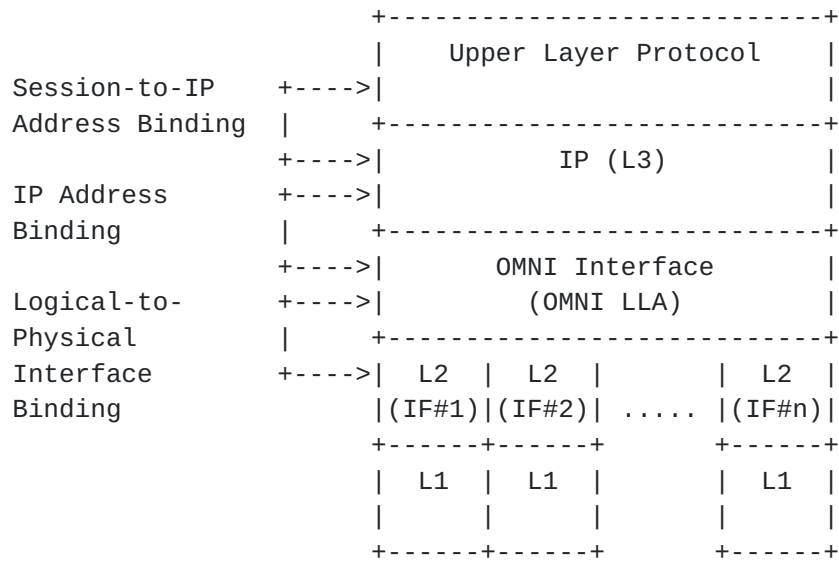 +----------------------------+
                     |    Upper Layer Protocol    |
Session-to-IP    +---->|                            |
Address Binding  |     +----------------------------+
                 +---->|           IP (L3)          |
IP Address       +---->|                            |
Binding          |     +----------------------------+
                 +---->|       OMNI Interface       |
Logical-to-      +---->|         (OMNI LLA)         |
Physical         |     +----------------------------+
Interface        +---->|  L2  |  L2  |       |  L2  |
Binding                |(IF#1)|(IF#2)| ..... |(IF#n)|
                       +------+------+       +------+
                       |  L1  |  L1  |       |  L1  |
                       |      |      |       |      |
                       +------+------+       +------+